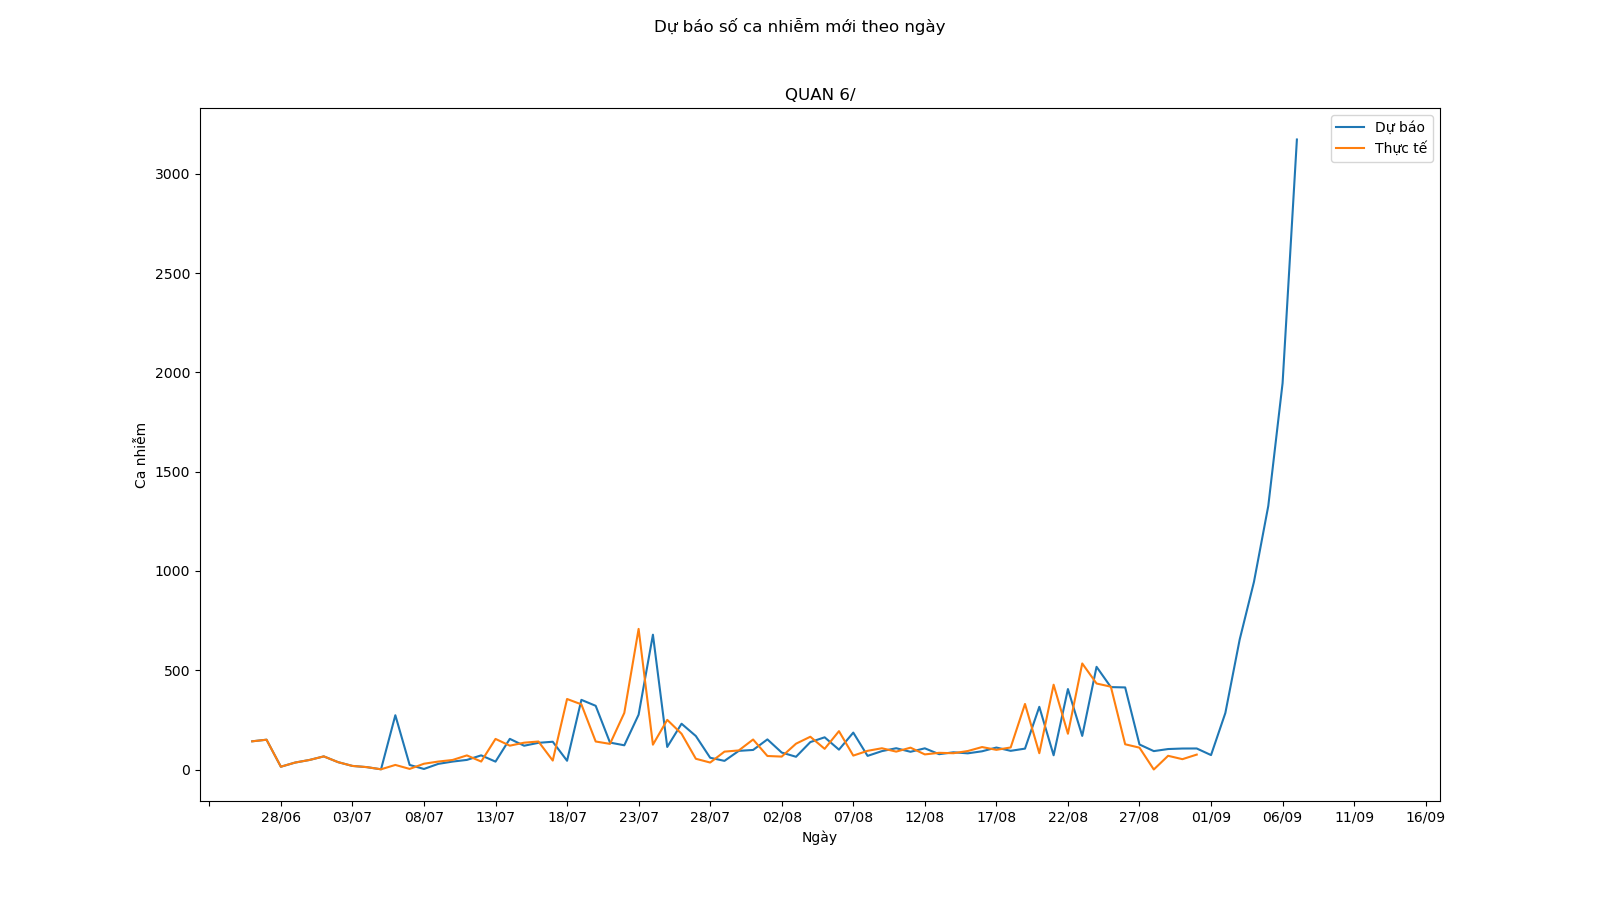 Dự báo số ca nhiễm mới theo ngày
QUAN 6/
Dự báo
Thực tế
3000
2500
2000
1500
1000
500
0
Ca nhiễm
28/06 03/07 08/07 13/07 18/07 23/07 28/07 02/08 07/08 12/08 17/08 22/08 27/08 01/09 06/09 11/09 16/09
Ngày